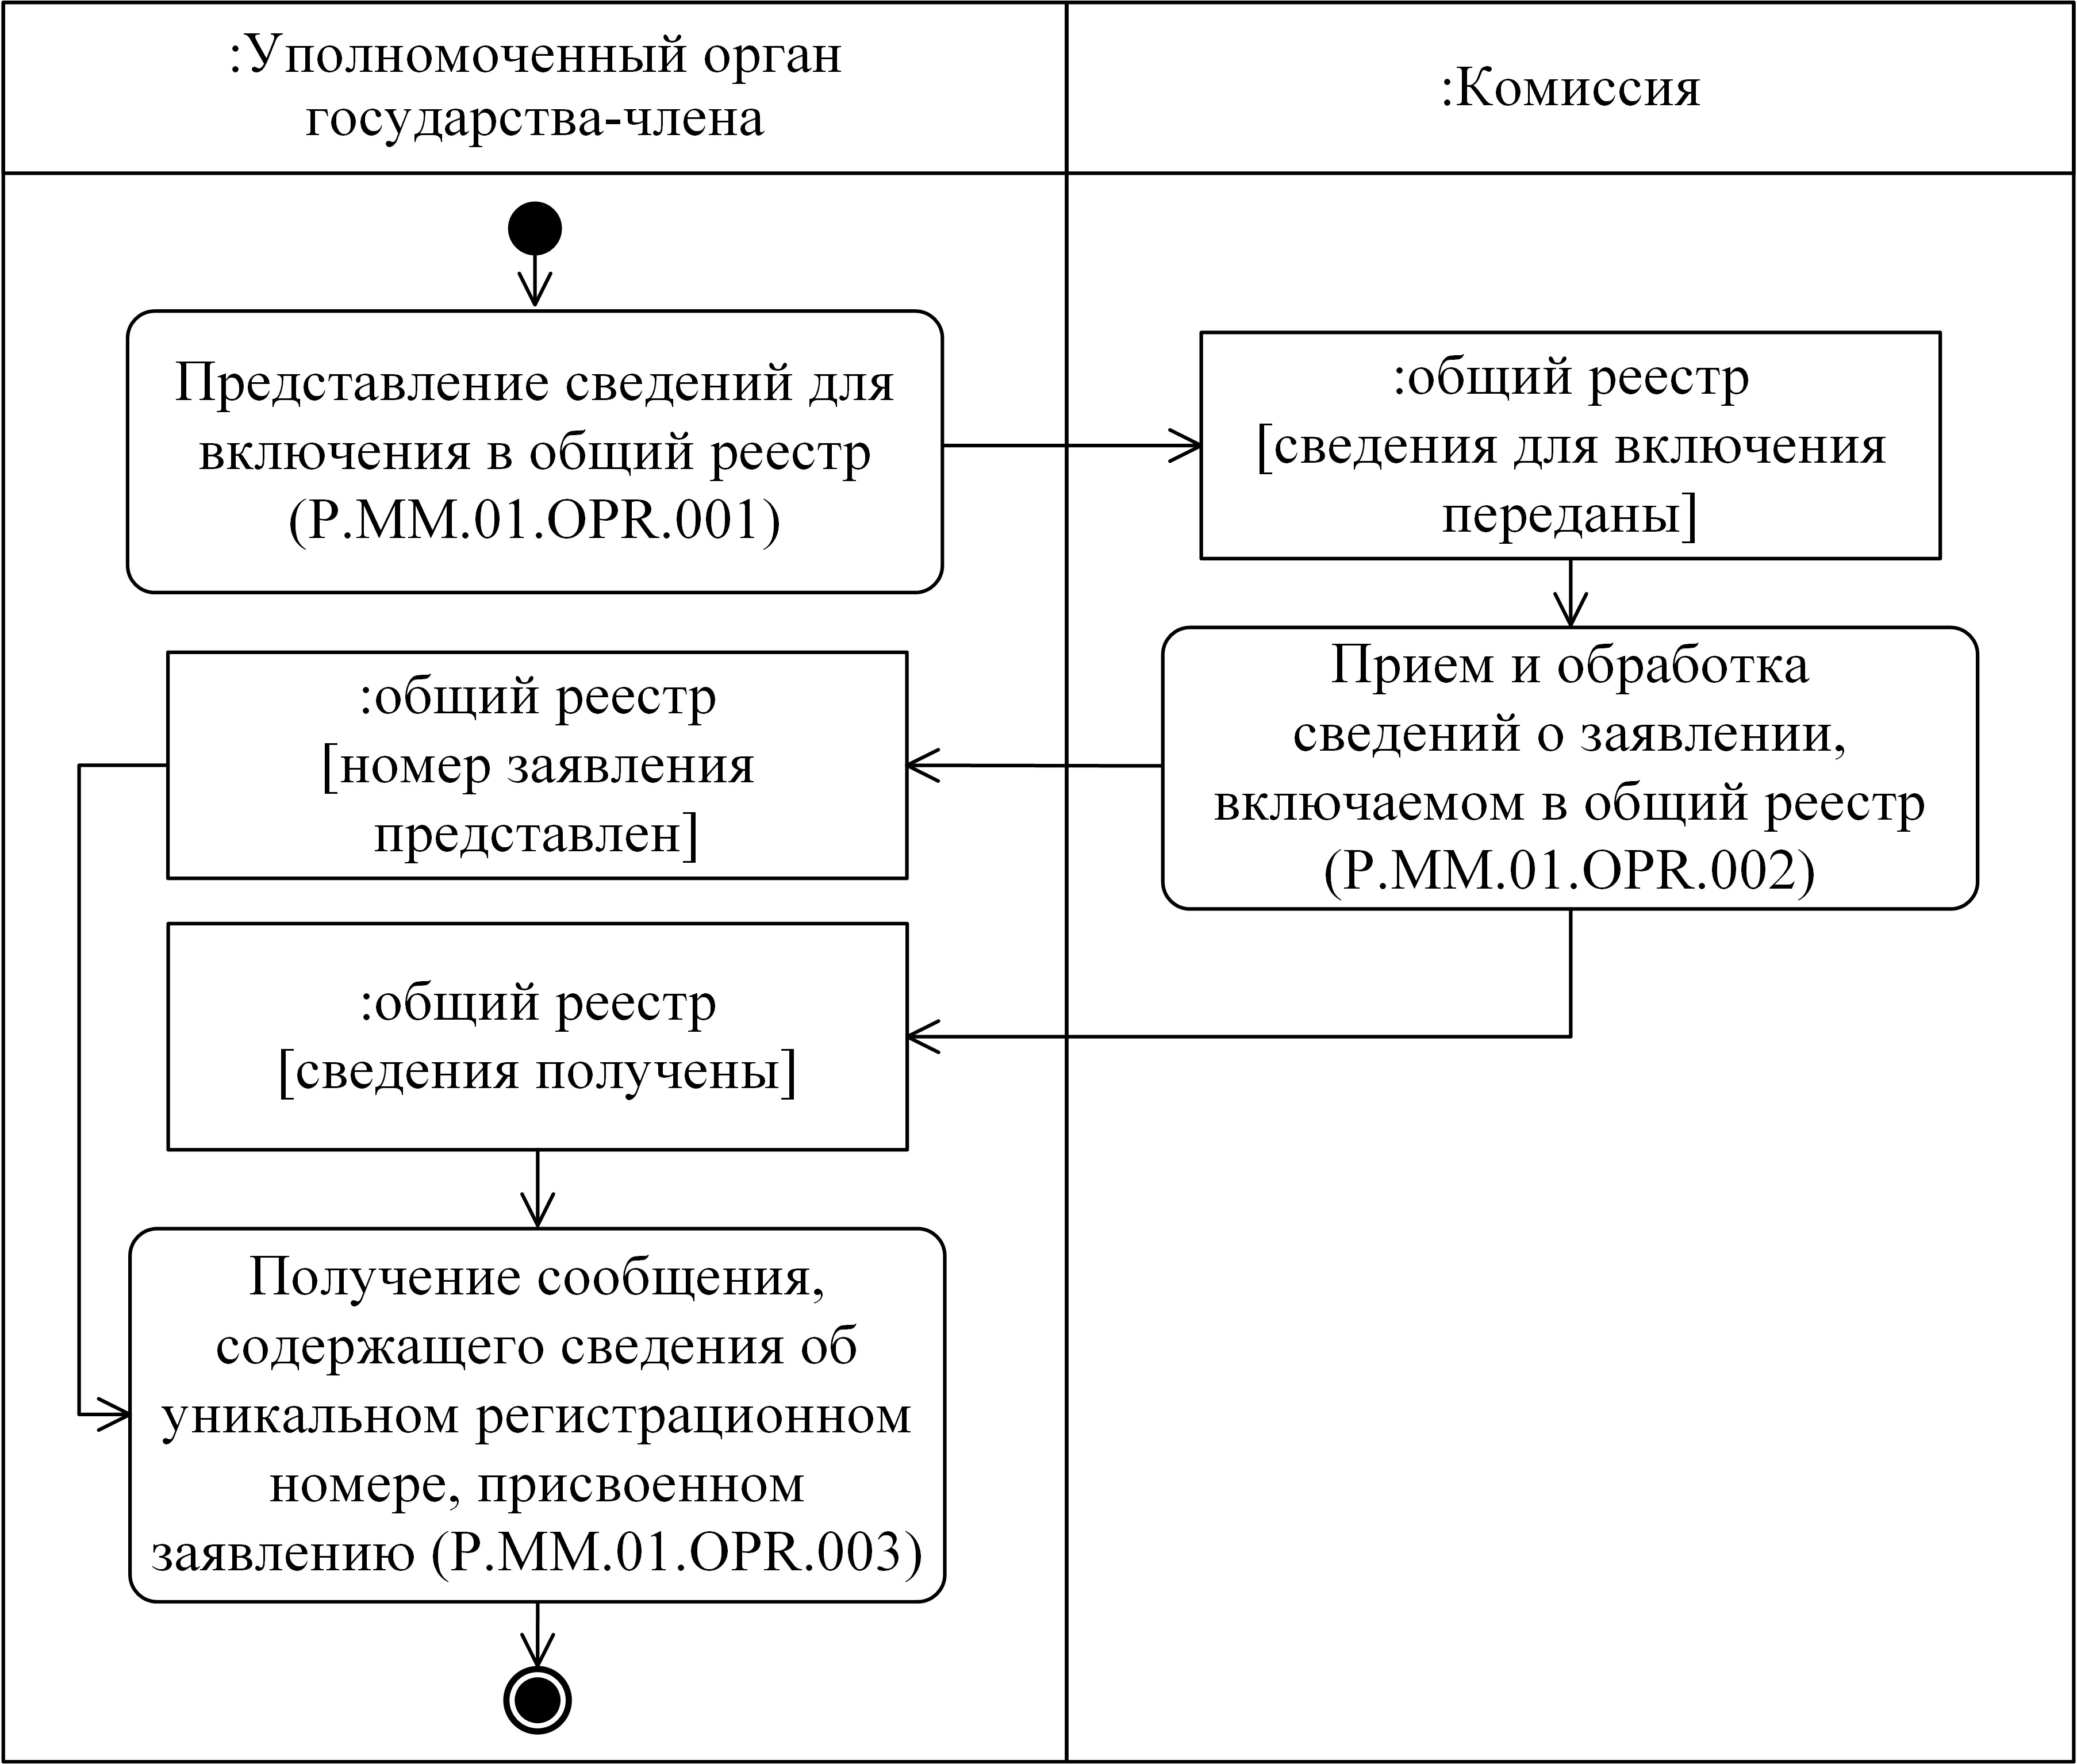 :Уполномоченный орган
государства-члена
:Комиссия
Представление сведений для
включения в общий реестр
(P.MM.01.OPR.001)
:общий реестр
[сведения для включения
переданы]
Прием и обработка
сведений о заявлении,
включаемом в общий реестр
(P.MM.01.OPR.002)
:общий реестр
[номер заявления
представлен]
:общий реестр
[сведения получены]
Получение сообщения,
содержащего сведения об
уникальном регистрационном
номере, присвоенном
заявлению (P.MM.01.OPR.003)